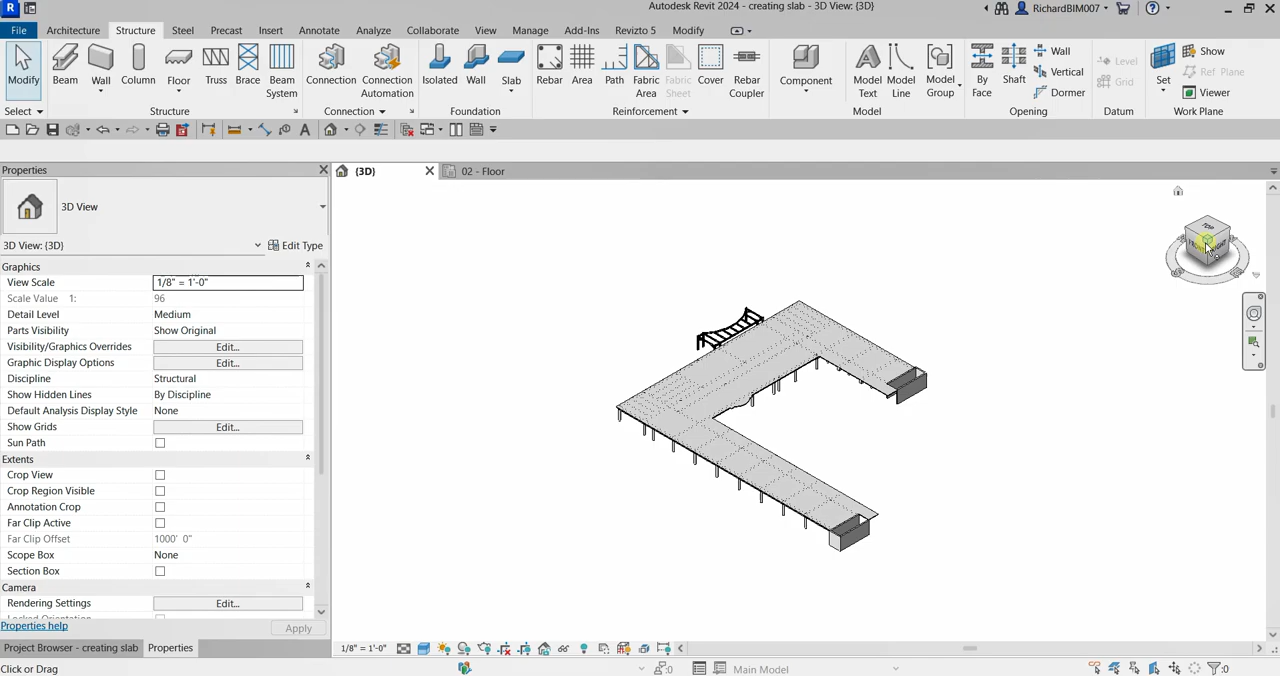 Autodesk Revit 2024 - creating slab - 3D View: {3D}
RichardBIM007
File Architecture Structure Steel Precast Insert Annotate Analyze Collaborate View Manage Add-Ins Revizto 5 Modify
Modify Beam Wall Column Floor Truss Brace Beam System Connection Connection Automation Isolated Wall Slab Rebar Area Path Fabric Area Fabric Sheet Cover Rebar Coupler Component Model Text Model Line Model Group By Face Shaft Wall Vertical Dormer Level Grid Set Show Ref Plane Viewer
Select Structure Connection Foundation Reinforcement Model Opening Datum Work Plane
Properties
{3D}
02 - Floor
3D View
3D View: {3D}
Edit Type
Graphics
View Scale 1/8" = 1'-0"
Scale Value 1: 96
Detail Level Medium
Parts Visibility Show Original
Visibility/Graphics Overrides Edit...
Graphic Display Options Edit...
Discipline Structural
Show Hidden Lines By Discipline
Default Analysis Display Style None
Show Grids Edit...
Sun Path
Extents
Crop View
Crop Region Visible
Annotation Crop
Far Clip Active
Far Clip Offset 1000' 0"
Scope Box None
Section Box
Camera
Rendering Settings Edit...
Properties help
Apply
Project Browser - creating slab Properties
1/8" = 1'-0"
Click or Drag
:0
Main Model
:0
TOP